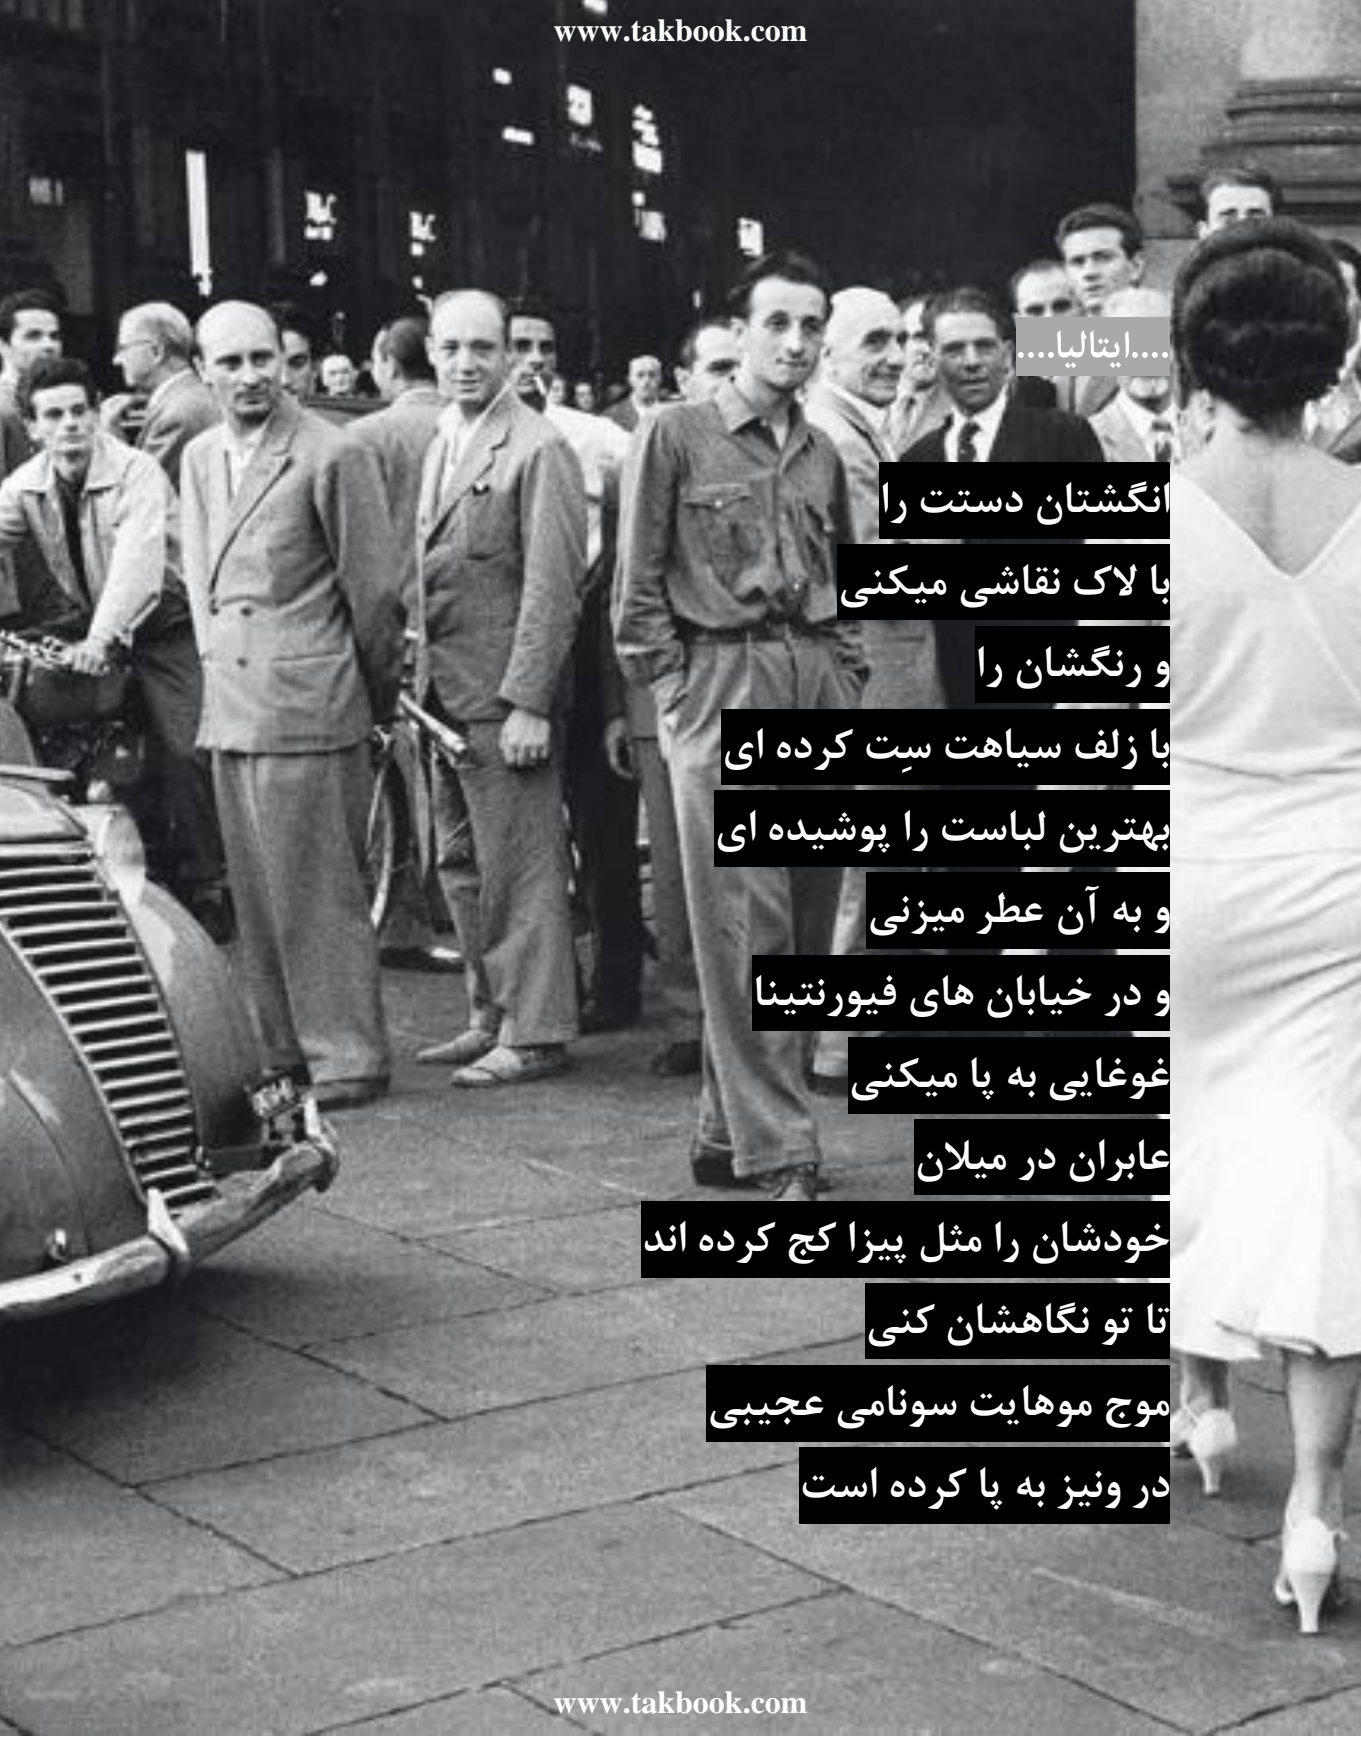 www.takbook.com
....ایتالیا....
انگشتان دستت را
با لاک نقاشی میکنی
و رنگشان را
با زلف سیاهت سِت کرده ای
بهترین لباست را پوشیده ای
و به آن عطر میزنی
و در خیابان های فیورنتینا
غوغایی به پا میکنی
عابران در میلان
خودشان را مثل پیزا کج کرده اند
تا تو نگاهشان کنی
موج موهایت سونامی عجیبی
در ونیز به پا کرده است
www.takbook.com